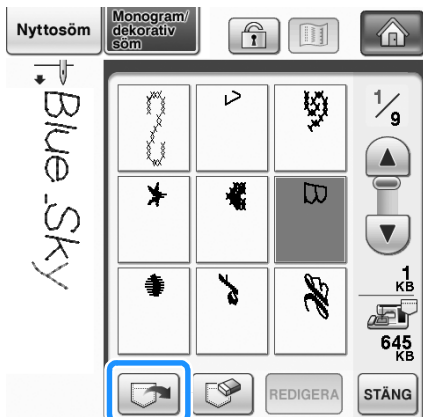 Nyttosöm
Monogram/
dekorativ
söm
Blue_Sky
B
1/9
1
KB
645
KB
REDIGERA
STÄNG